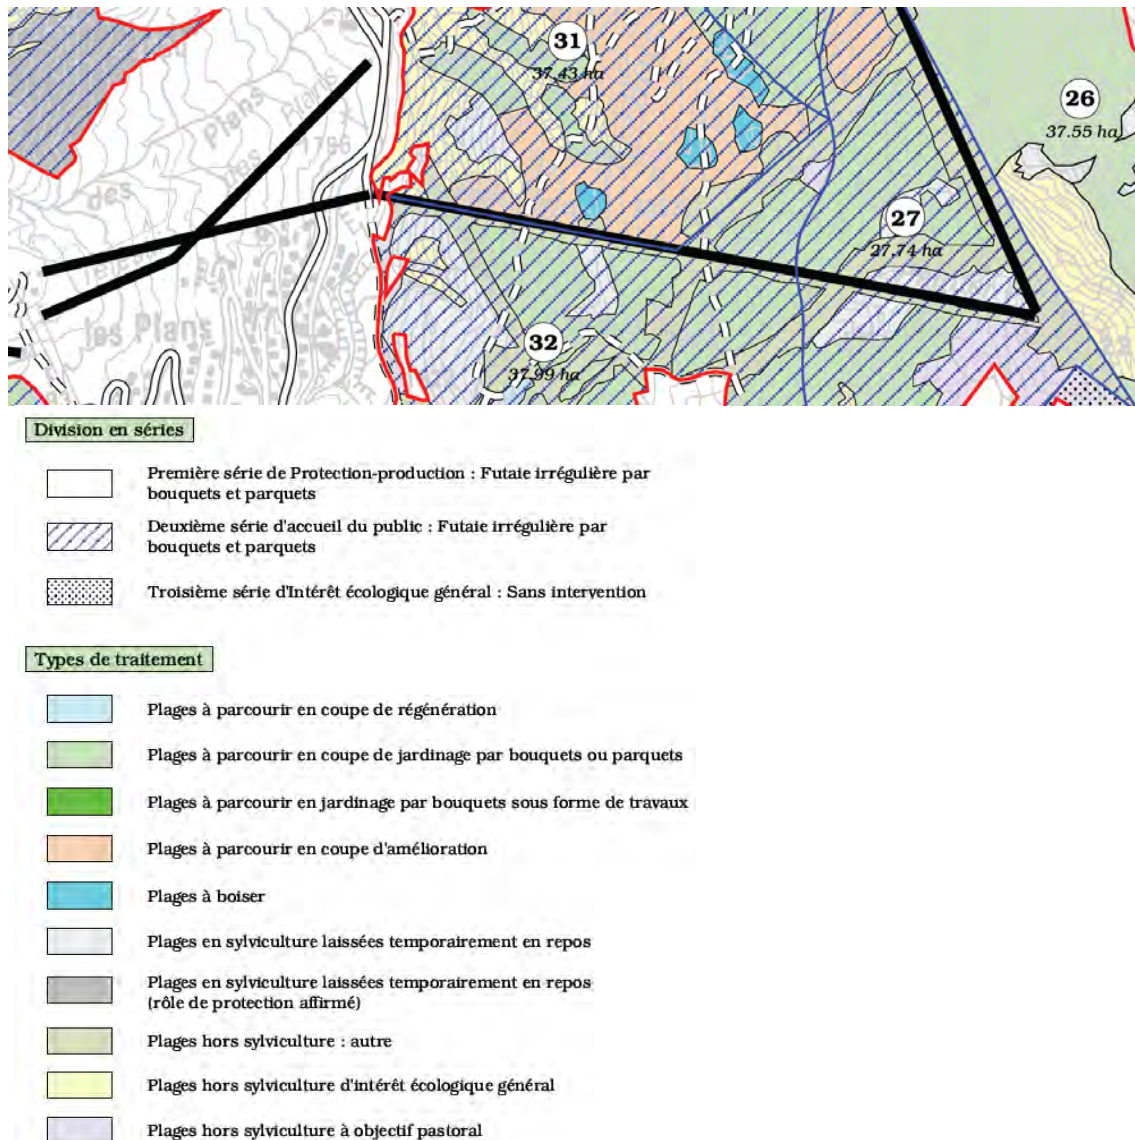 31
37.43 ha
26
37.55 ha
Plans
Plans
1786
des
27
27.74 ha
les Plans
32
37.99 ha
Division en séries
Première série de Protection-production : Futaie irrégulière par
bouquets et parquets
Deuxième série d'accueil du public : Futaie irrégulière par
bouquets et parquets
Troisième série d'Intérêt écologique général : Sans intervention
Types de traitement
Plages à parcourir en coupe de régénération
Plages à parcourir en coupe de jardinage par bouquets ou parquets
Plages à parcourir en jardinage par bouquets sous forme de travaux
Plages à parcourir en coupe d'amélioration
Plages à boiser
Plages en sylviculture laissées temporairement en repos
Plages en sylviculture laissées temporairement en repos
(rôle de protection affirmé)
Plages hors sylviculture : autre
Plages hors sylviculture d'intérêt écologique général
Plages hors sylviculture à objectif pastoral